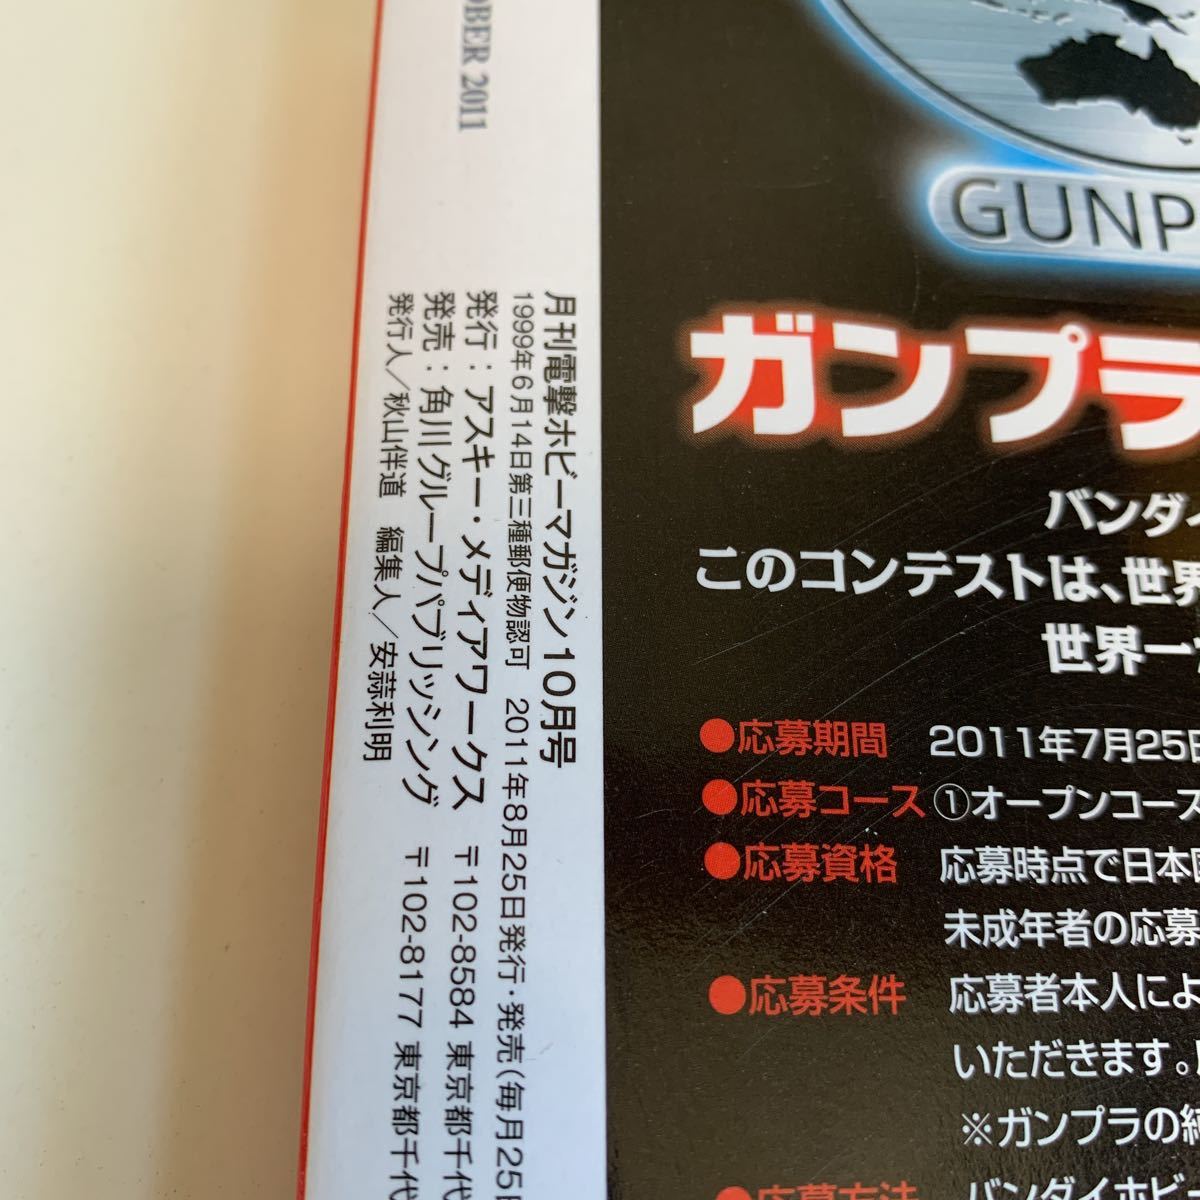 OBER 2011
月刊電撃ホビーマガジン10月号
1999年6月14日第三種郵便物認可 2011年8月25日発行・発売(毎月25日
発行：アスキー・メディアワークス 〒102-8584 東京都千代
発売：角川グループパブリッシング 〒102-8177 東京都千代
発行人／秋山伴道 編集人／安蒜利明
GUNP
ガンプラ
バンダイ
このコンテストは、世界
世界一
●応募期間 2011年7月25日
●応募コース ①オープンコース
●応募資格 応募時点で日本国
未成年者の応募
●応募条件 応募者本人によ
いただきます。
※ガンプラの純
●応募方法 バンダイホビー